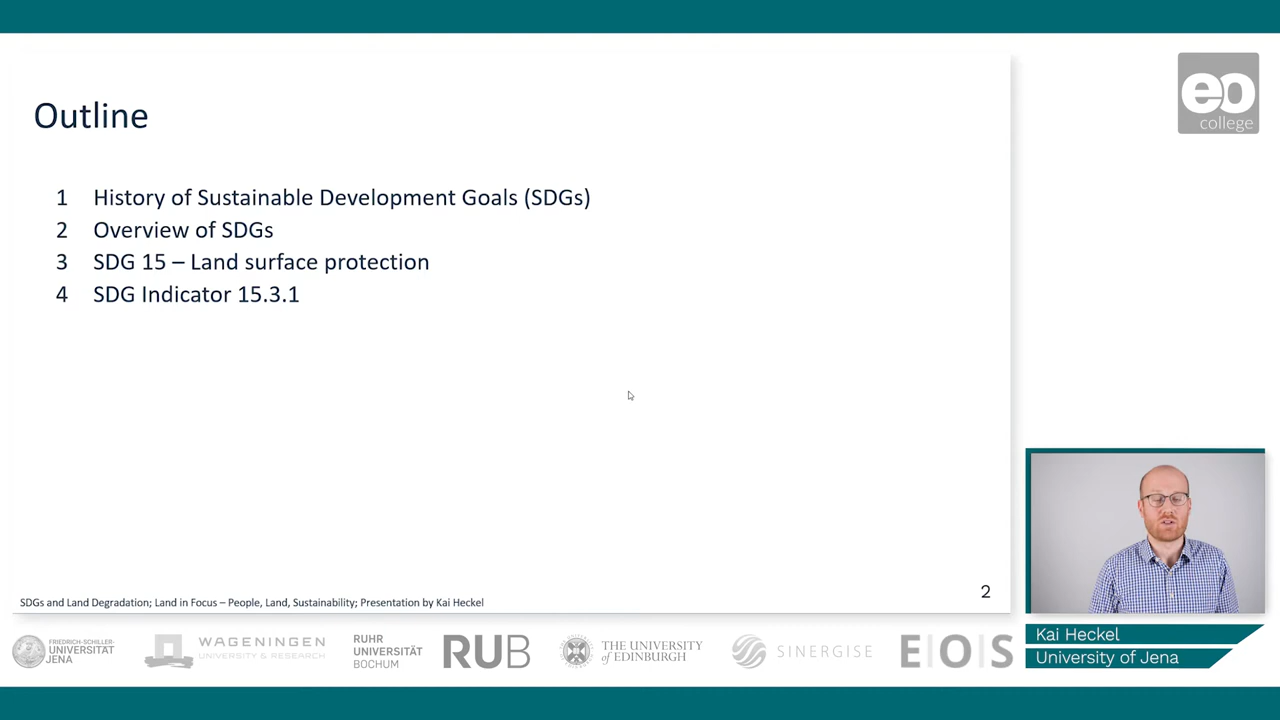 Outline
eo
college
1 History of Sustainable Development Goals (SDGs)
2 Overview of SDGs
3 SDG 15 – Land surface protection
4 SDG Indicator 15.3.1
2
SDGs and Land Degradation; Land in Focus – People, Land, Sustainability; Presentation by Kai Heckel
Kai Heckel
University of Jena
FRIEDRICH-SCHILLER-
UNIVERSITÄT
JENA
WAGENINGEN
UNIVERSITY & RESEARCH
RUHR
UNIVERSITÄT
BOCHUM
RUB
THE UNIVERSITY
of EDINBURGH
SINERGISE
E|O|S